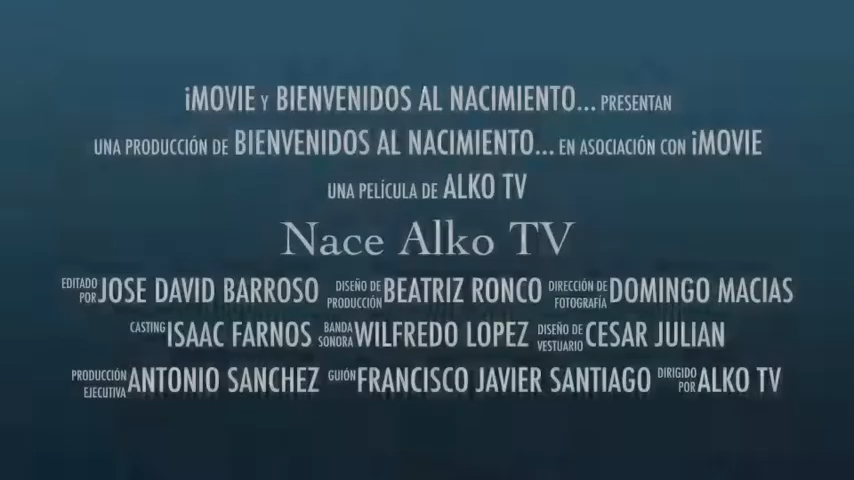 iMOVIE Y BIENVENIDOS AL NACIMIENTO... PRESENTAN
UNA PRODUCCIÓN DE BIENVENIDOS AL NACIMIENTO... EN ASOCIACIÓN CON iMOVIE
UNA PELÍCULA DE ALKO TV
Nace Alko TV
EDITADO POR JOSE DAVID BARROSO DISEÑO DE PRODUCCIÓN BEATRIZ RONCO DIRECCIÓN DE FOTOGRAFÍA DOMINGO MACIAS
CASTING ISAAC FARNOS BANDA SONORA WILFREDO LOPEZ DISEÑO DE VESTUARIO CESAR JULIAN
PRODUCCIÓN EJECUTIVA ANTONIO SANCHEZ GUIÓN FRANCISCO JAVIER SANTIAGO DIRIGIDO POR ALKO TV